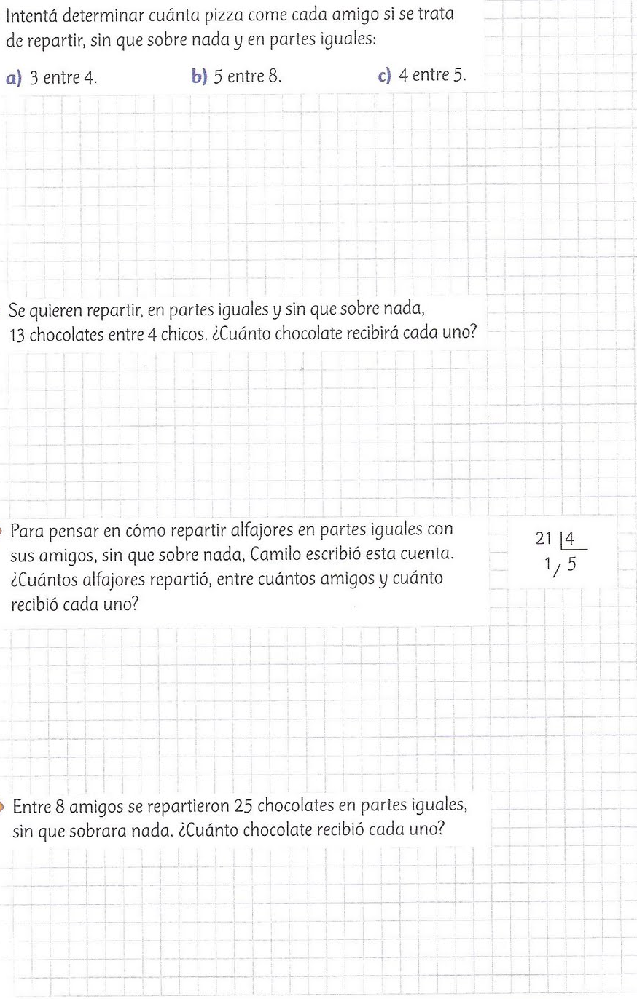 Intentá determinar cuánta pizza come cada amigo si se trata
de repartir, sin que sobre nada y en partes iguales:
a) 3 entre 4. b) 5 entre 8. c) 4 entre 5.
Se quieren repartir, en partes iguales y sin que sobre nada,
13 chocolates entre 4 chicos. ¿Cuánto chocolate recibirá cada uno?
Para pensar en cómo repartir alfajores en partes iguales con
sus amigos, sin que sobre nada, Camilo escribió esta cuenta.
¿Cuántos alfajores repartió, entre cuántos amigos y cuánto
recibió cada uno?
21 |4
1/ 5
Entre 8 amigos se repartieron 25 chocolates en partes iguales,
sin que sobrara nada. ¿Cuánto chocolate recibió cada uno?